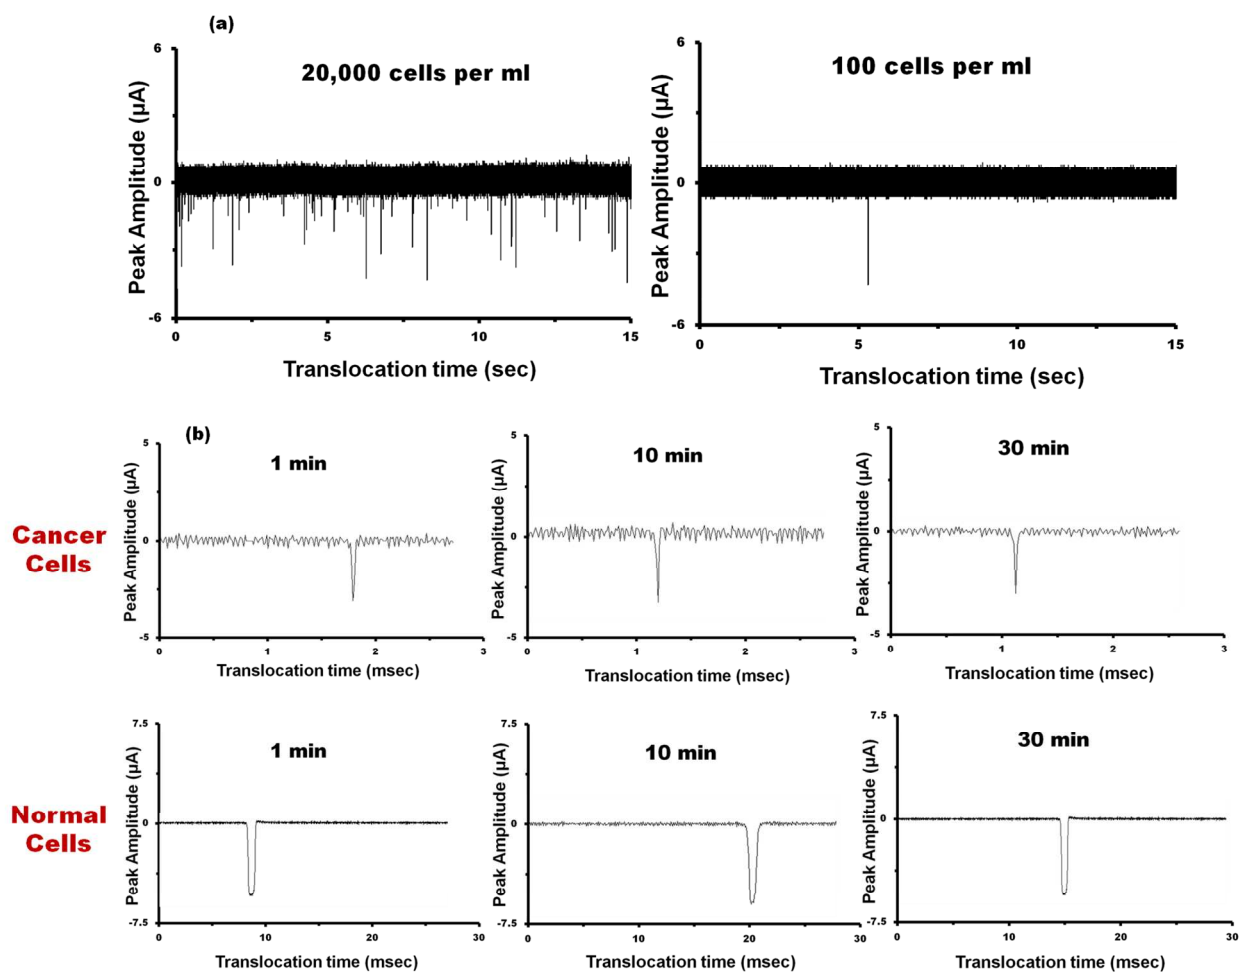 (a)
20,000 cells per ml
Peak Amplitude (µA)
6
0
-6
0
5
10
15
Translocation time (sec)
100 cells per ml
Peak Amplitude (µA)
6
0
-6
0
5
10
15
Translocation time (sec)
(b)
Cancer
Cells
1 min
Peak Amplitude (µA)
5
0
-5
0
1
2
3
Translocation time (msec)
10 min
Peak Amplitude (µA)
5
0
-5
0
1
2
3
Translocation time (msec)
30 min
Peak Amplitude (µA)
5
0
-5
0
1
2
3
Translocation time (msec)
Normal
Cells
1 min
Peak Amplitude (µA)
7.5
0
-7.5
0
10
20
30
Translocation time (msec)
10 min
Peak Amplitude (µA)
7.5
0
-7.5
0
10
20
30
Translocation time (msec)
30 min
Peak Amplitude (µA)
7.5
0
-7.5
0
10
20
30
Translocation time (msec)